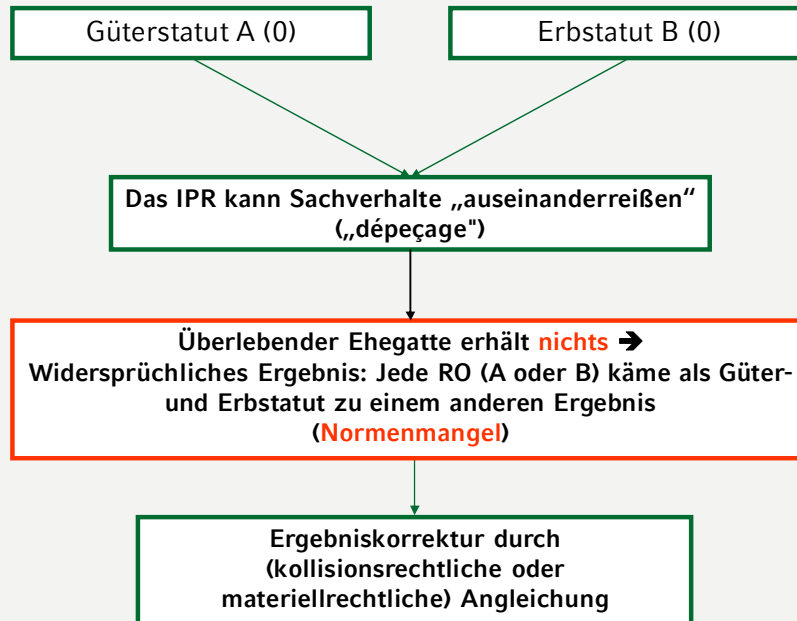 Güterstatut A (0)
Erbstatut B (0)
Das IPR kann Sachverhalte „auseinanderreißen“
(„dépeçage")
Überlebender Ehegatte erhält nichts ➔
Widersprüchliches Ergebnis: Jede RO (A oder B) käme als Güter-
und Erbstatut zu einem anderen Ergebnis
(Normenmangel)
Ergebniskorrektur durch
(kollisionsrechtliche oder
materiellrechtliche) Angleichung